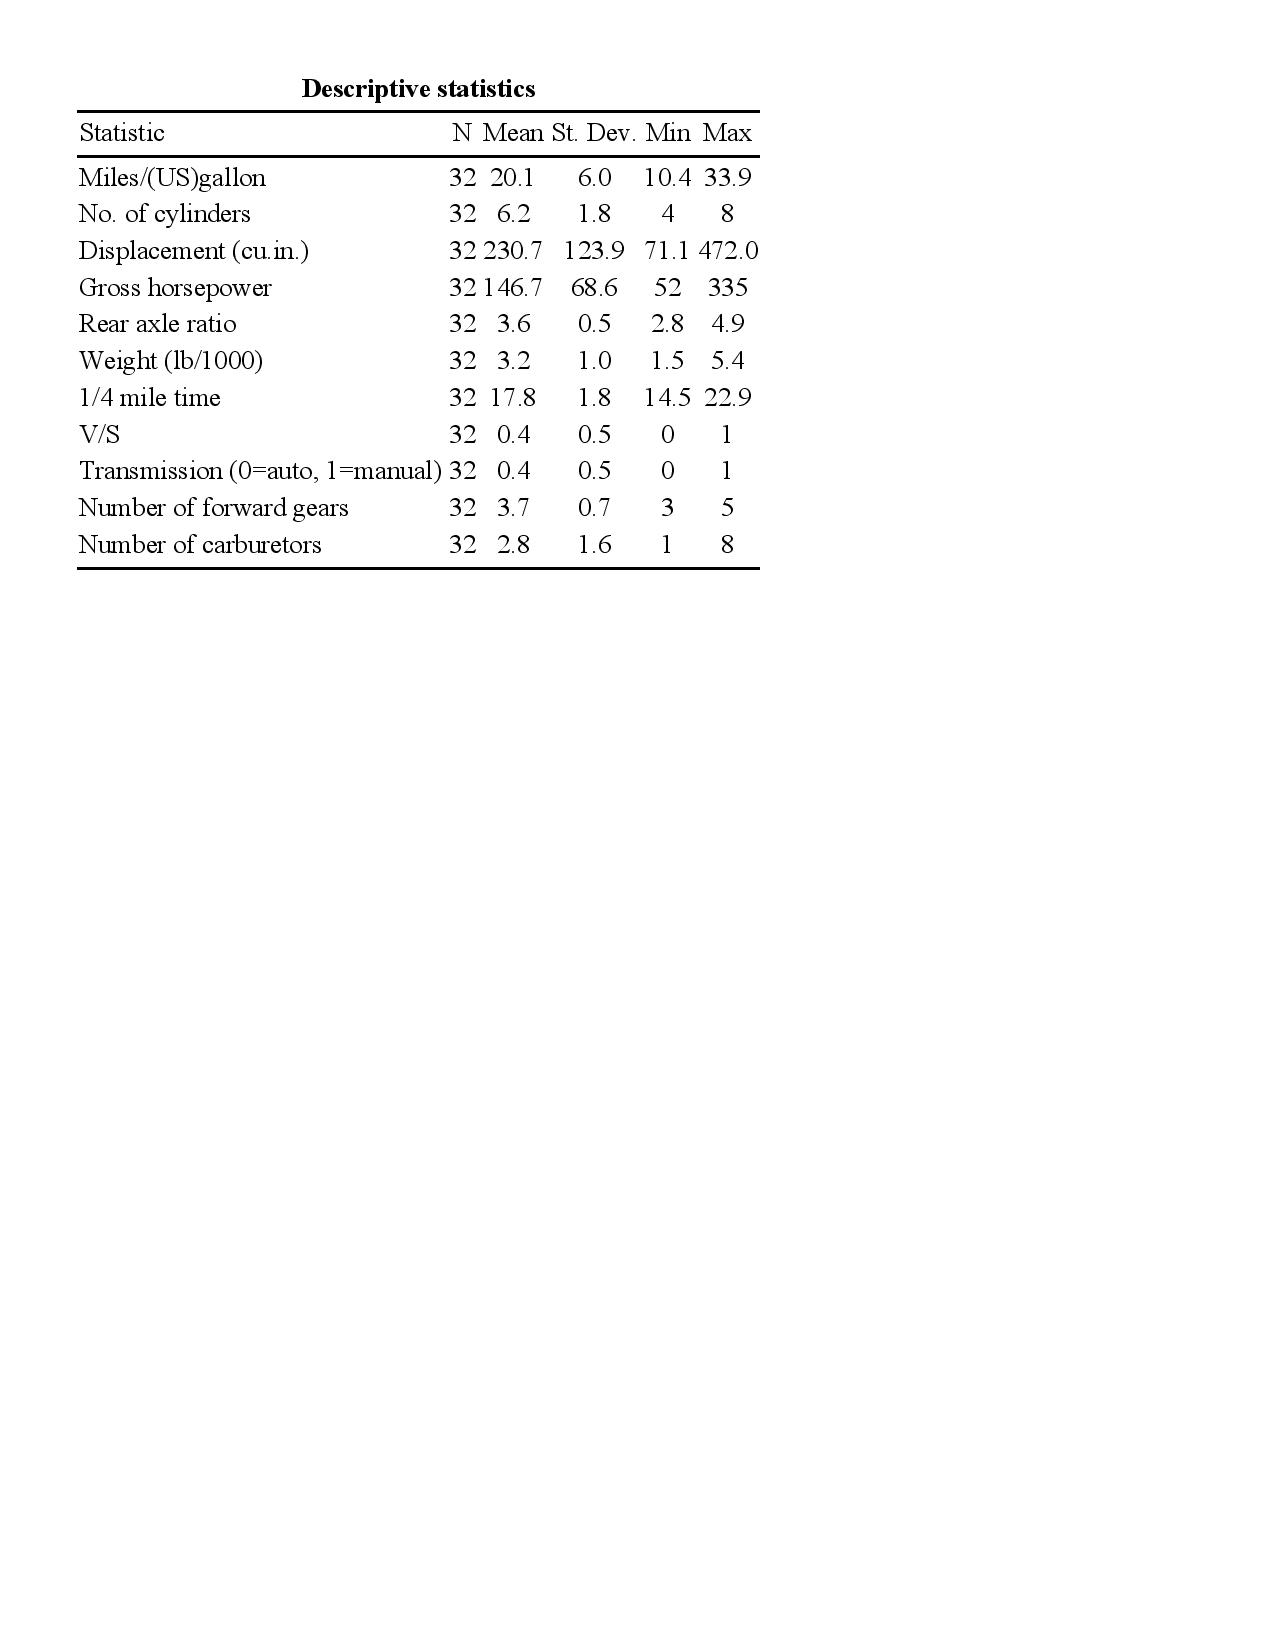 Descriptive statistics
Statistic N Mean St. Dev. Min Max
Miles/(US)gallon 32 20.1 6.0 10.4 33.9
No. of cylinders 32 6.2 1.8 4 8
Displacement (cu.in.) 32 230.7 123.9 71.1 472.0
Gross horsepower 32 146.7 68.6 52 335
Rear axle ratio 32 3.6 0.5 2.8 4.9
Weight (lb/1000) 32 3.2 1.0 1.5 5.4
1/4 mile time 32 17.8 1.8 14.5 22.9
V/S 32 0.4 0.5 0 1
Transmission (0=auto, 1=manual) 32 0.4 0.5 0 1
Number of forward gears 32 3.7 0.7 3 5
Number of carburetors 32 2.8 1.6 1 8